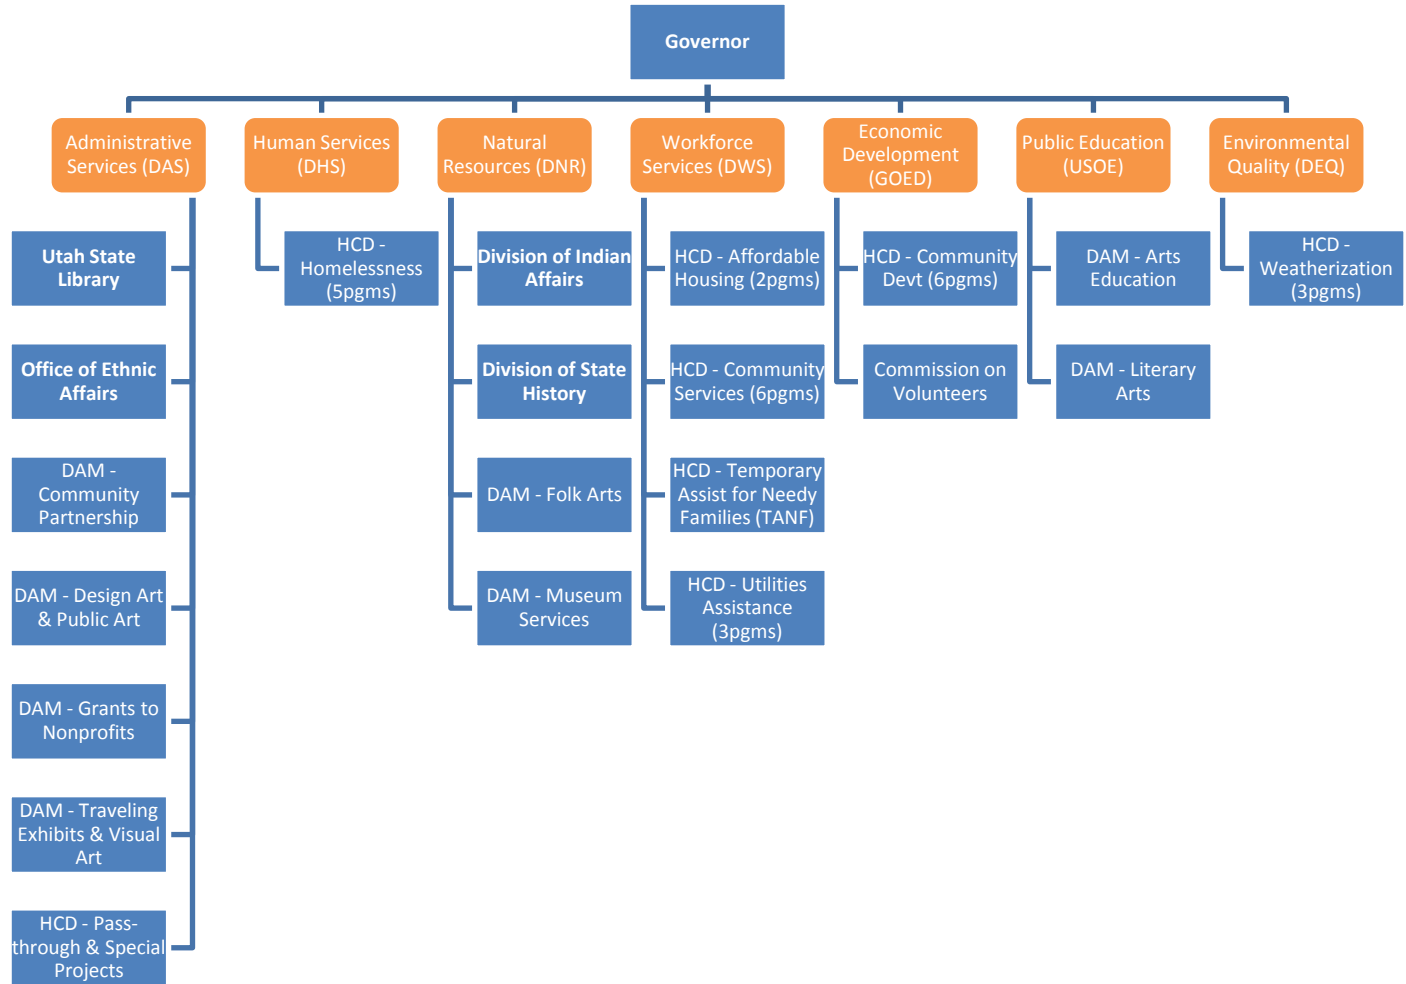 Governor
Administrative
Services (DAS)
Human Services
(DHS)
Natural
Resources (DNR)
Workforce
Services (DWS)
Economic
Development
(GOED)
Public Education
(USOE)
Environmental
Quality (DEQ)
Utah State
Library
Office of Ethnic
Affairs
DAM -
Community
Partnership
DAM - Design Art
& Public Art
DAM - Grants to
Nonprofits
DAM - Traveling
Exhibits & Visual
Art
HCD - Pass-
through & Special
Projects
HCD -
Homelessness
(5pgms)
Division of Indian
Affairs
Division of State
History
DAM - Folk Arts
DAM - Museum
Services
HCD - Affordable
Housing (2pgms)
HCD - Community
Services (6pgms)
HCD - Temporary
Assist for Needy
Families (TANF)
HCD - Utilities
Assistance
(3pgms)
HCD - Community
Devt (6pgms)
Commission on
Volunteers
DAM - Arts
Education
DAM - Literary
Arts
HCD -
Weatherization
(3pgms)